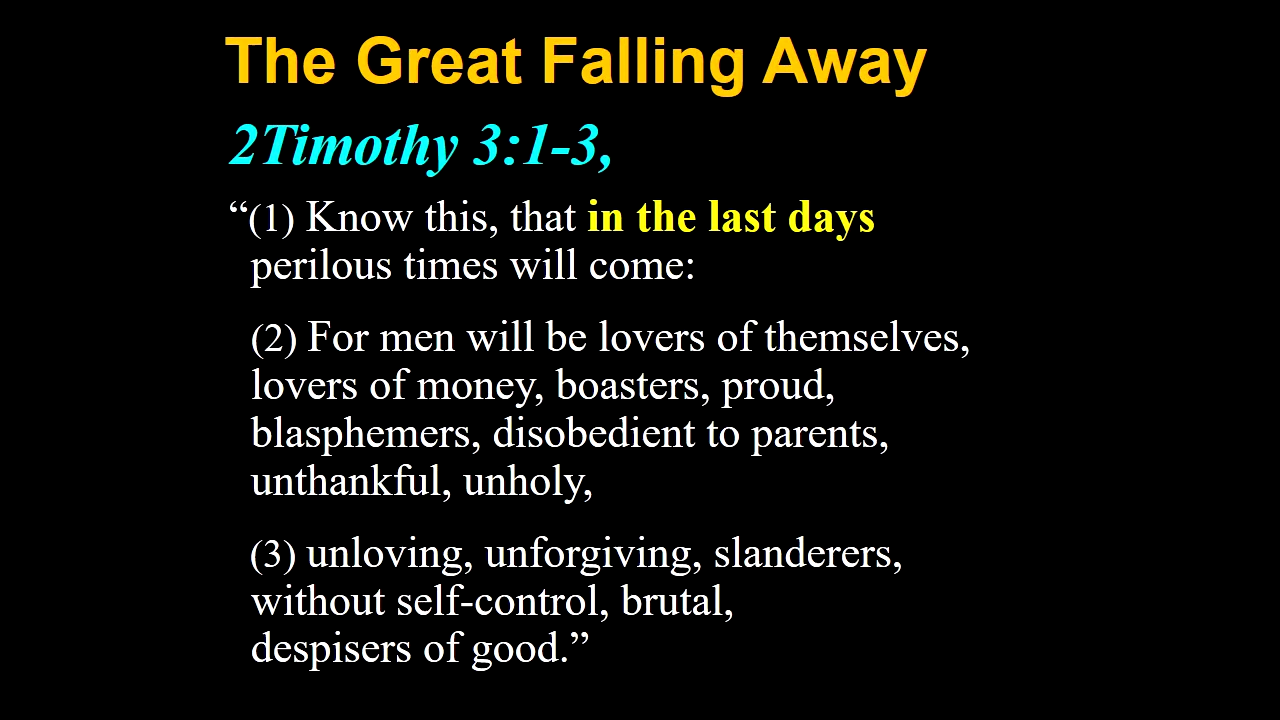 The Great Falling Away
2Timothy 3:1-3,
“(1) Know this, that in the last days
perilous times will come:
(2) For men will be lovers of themselves,
lovers of money, boasters, proud,
blasphemers, disobedient to parents,
unthankful, unholy,
(3) unloving, unforgiving, slanderers,
without self-control, brutal,
despisers of good.”